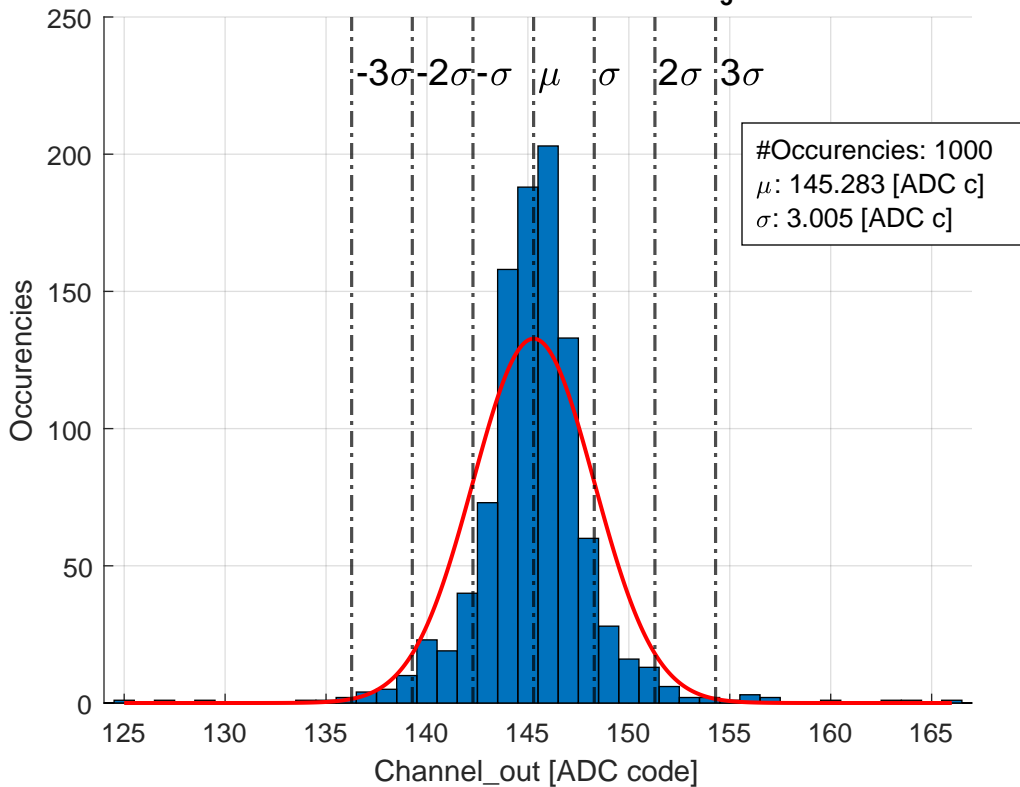 250
-3σ -2σ -σ μ σ 2σ 3σ
#Occurencies: 1000
μ: 145.283 [ADC c]
σ: 3.005 [ADC c]
200
150
100
50
0
Occurencies
125 130 135 140 145 150 155 160 165
Channel_out [ADC code]